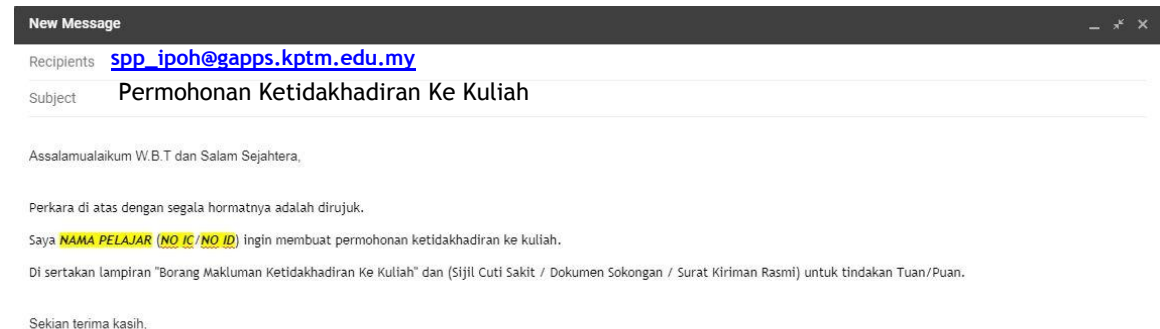 New Message
Recipients spp_ipoh@gapps.kptm.edu.my
Subject Permohonan Ketidakhadiran Ke Kuliah
Assalamualaikum W.B.T dan Salam Sejahtera,
Perkara di atas dengan segala hormatnya adalah dirujuk.
Saya NAMA PELAJAR (NO IC/NO ID) ingin membuat permohonan ketidakhadiran ke kuliah.
Di sertakan lampiran "Borang Makluman Ketidakhadiran Ke Kuliah" dan (Sijil Cuti Sakit / Dokumen Sokongan / Surat Kiriman Rasmi) untuk tindakan Tuan/Puan.
Sekian terima kasih.